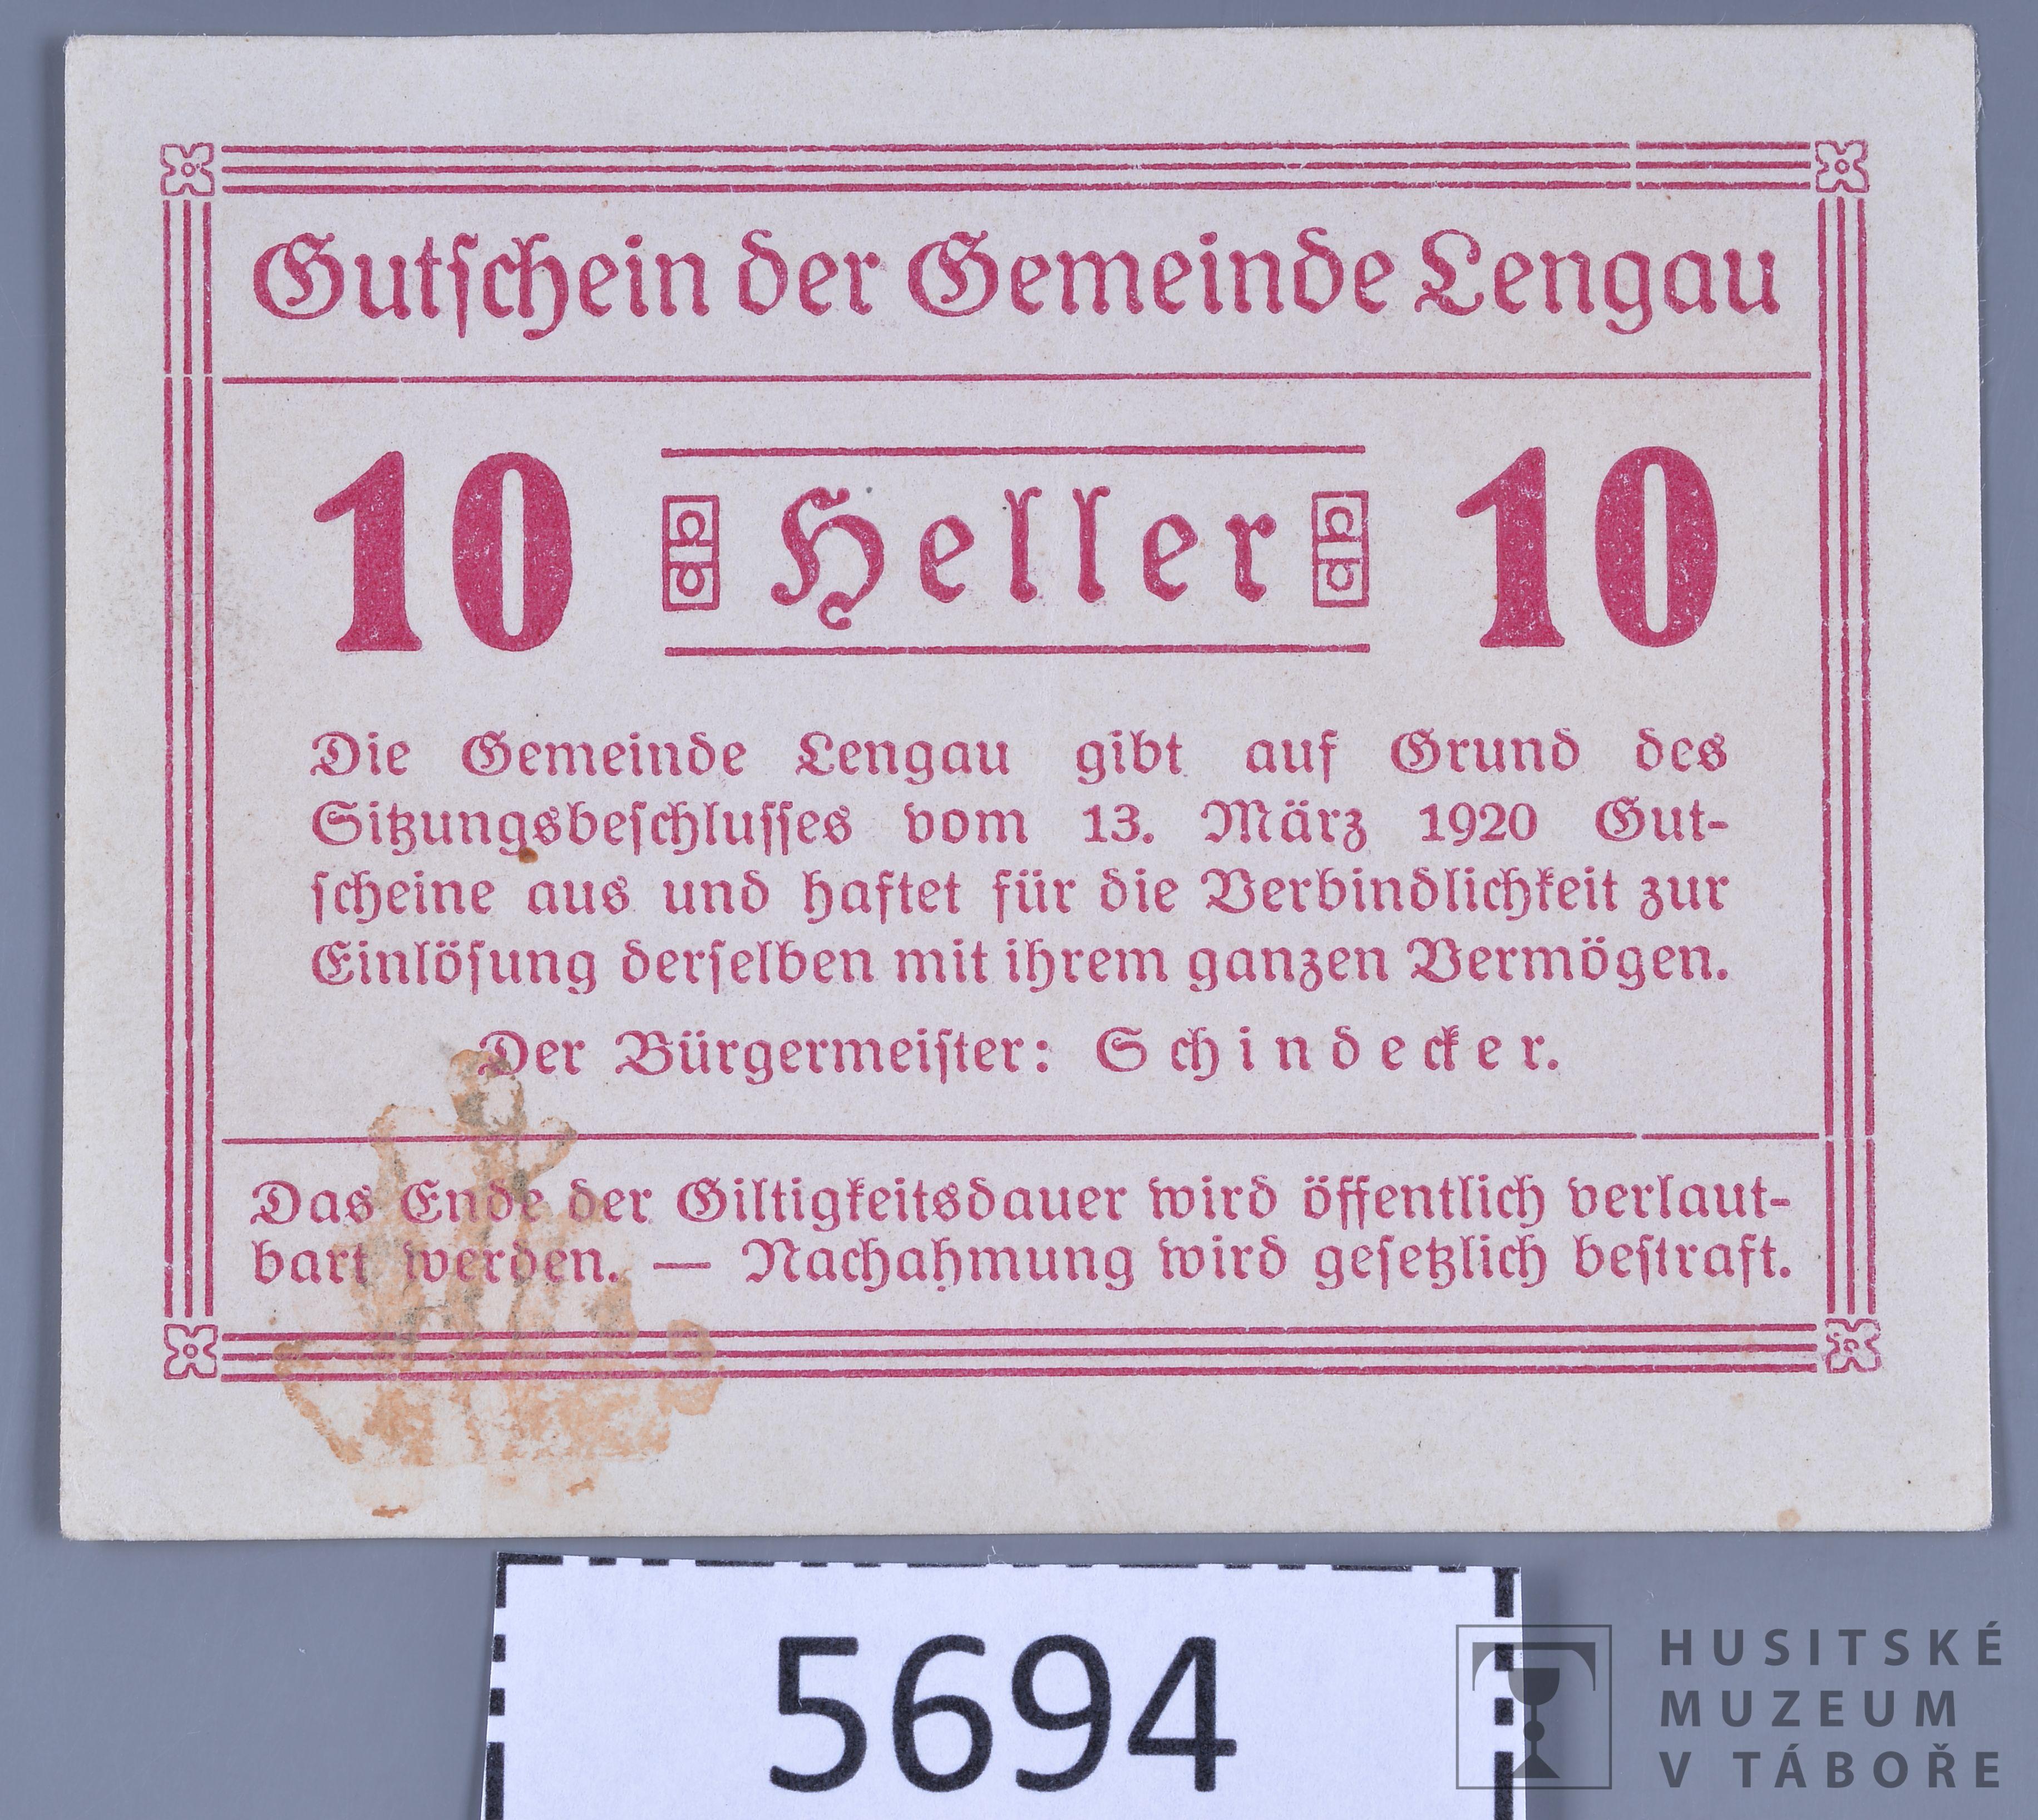 Gutschein der Gemeinde Lengau
10 Heller 10
Die Gemeinde Lengau gibt auf Grund des
Sitzungsbeschlusses vom 13. März 1920 Gut-
scheine aus und haftet für die Verbindlichkeit zur
Einlösung derselben mit ihrem ganzen Vermögen.
Der Bürgermeister: Schindecker.
Das Ende der Giltigkeitsdauer wird öffentlich verlaut-
bart werden. — Nachahmung wird gesetzlich bestraft.
5694
HUSITSKÉ
MUZEUM
V TÁBOŘE